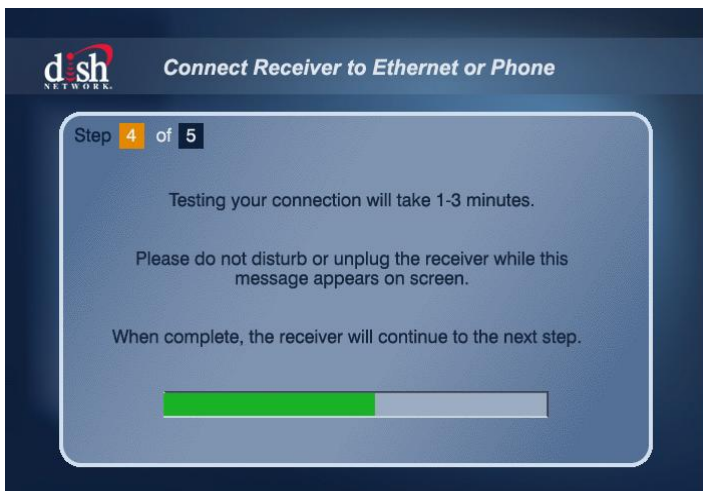 dish
NETWORK.
Connect Receiver to Ethernet or Phone
Step 4 of 5
Testing your connection will take 1-3 minutes.
Please do not disturb or unplug the receiver while this
message appears on screen.
When complete, the receiver will continue to the next step.